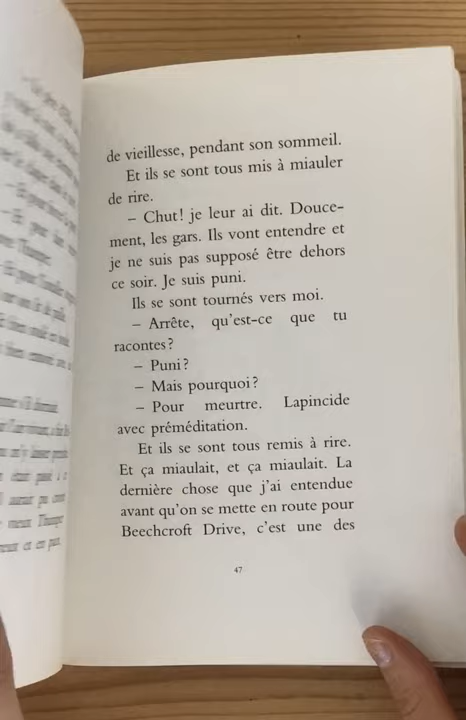 de vieillesse, pendant son sommeil.
Et ils se sont tous mis à miauler
de rire.
– Chut! je leur ai dit. Douce-
ment, les gars. Ils vont entendre et
je ne suis pas supposé être dehors
ce soir. Je suis puni.
Ils se sont tournés vers moi.
– Arrête, qu'est-ce que tu
racontes?
– Puni?
– Mais pourquoi?
– Pour meurtre. Lapincide
avec préméditation.
Et ils se sont tous remis à rire.
Et ça miaulait, et ça miaulait. La
dernière chose que j'ai entendue
avant qu'on se mette en route pour
Beechcroft Drive, c'est une des
47